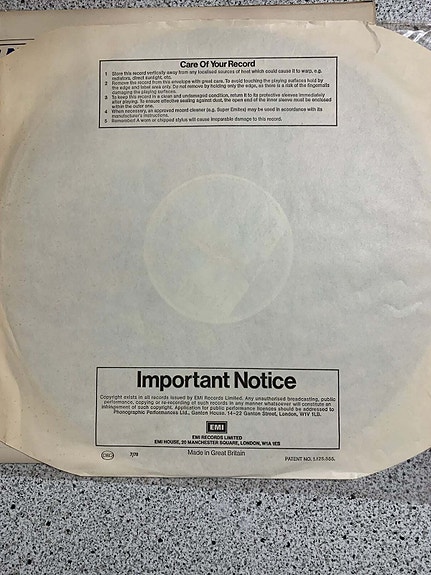 Care Of Your Record
1 Store this record vertically away from any localised sources of heat which could cause it to warp, e.g.
radiators, direct sunlight, etc.
2 Remove the record from this envelope with great care. To avoid touching the playing surfaces hold by
the edge and label area only. Do not remove by holding only the edge, as there is a risk of the fingernails
damaging the playing surfaces.
3 To keep this record in a clean and undamaged condition, return it to its protective sleeves immediately
after playing. To ensure effective sealing against dust, the open end of the inner sleeve must be enclosed
within the outer one.
4 When necessary, an approved record cleaner (e.g. Super Emitex) may be used in accordance with its
manufacturer's instructions.
5 Remember! A worn or chipped stylus will cause irreparable damage to this record.
Important Notice
Copyright exists in all records issued by EMI Records Limited. Any unauthorised broadcasting, public
performance, copying or re-recording of such records in any manner whatsoever will constitute an
infringement of such copyright. Application for public performance licences should be addressed to
Phonographic Performances Ltd., Ganton House, 14-22 Ganton Street, London, W1V 1LB.
EMI
EMI RECORDS LIMITED
EMI HOUSE, 20 MANCHESTER SQUARE, LONDON, W1A 1ES
Made in Great Britain
PATENT NO. 1,125,555.